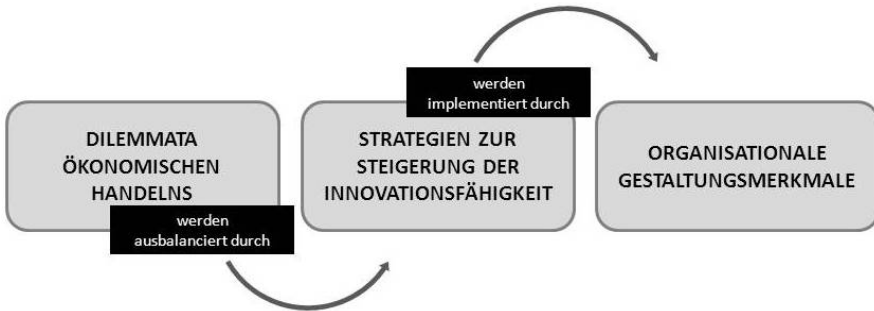 DILEMMATA
ÖKONOMISCHEN
HANDELNS
werden
ausbalanciert durch
STRATEGIEN ZUR
STEIGERUNG DER
INNOVATIONSFÄHIGKEIT
werden
implementiert durch
ORGANISATIONALE
GESTALTUNGSMERKMALE